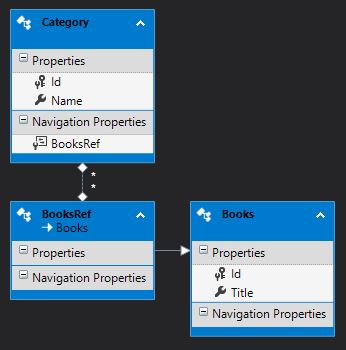 Category
Properties
Id
Name
Navigation Properties
BooksRef
*
*
BooksRef
Books
Properties
Navigation Properties
Books
Properties
Id
Title
Navigation Properties